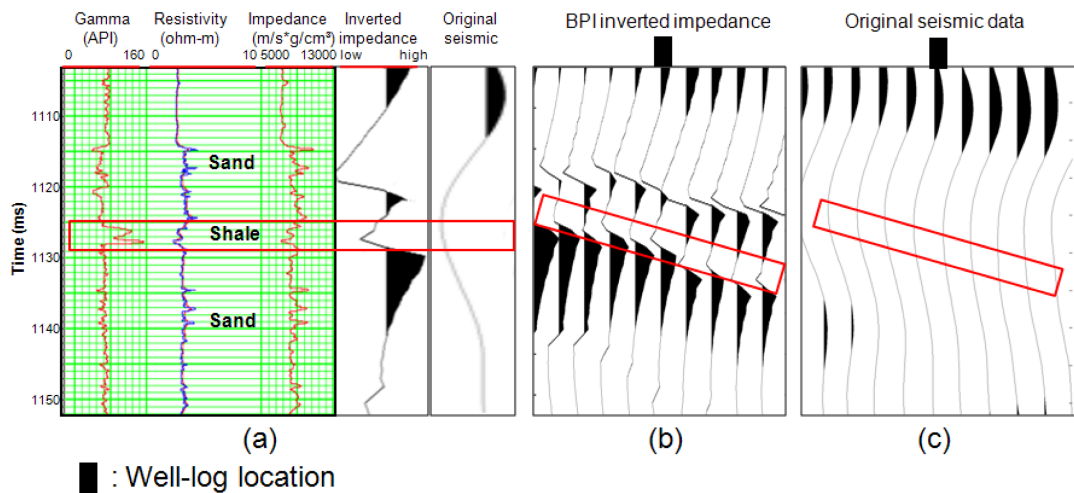 Gamma Resistivity Impedance Inverted Original
(API) (ohm-m) (m/s*g/cm³) impedance seismic
0 160 0 10 5000 13000 low high
BPI inverted impedance
Original seismic data
1110
1120
1130
1140
1150
Time (ms)
Sand
Shale
Sand
(a) (b) (c)
: Well-log location